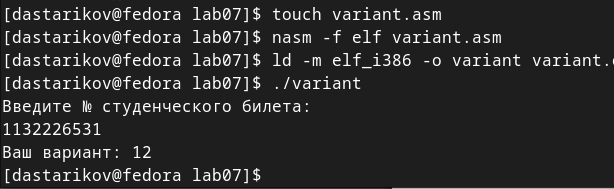 [dastarikov@fedora lab07]$ touch variant.asm
[dastarikov@fedora lab07]$ nasm -f elf variant.asm
[dastarikov@fedora lab07]$ ld -m elf_i386 -o variant variant.
[dastarikov@fedora lab07]$ ./variant
Введите № студенческого билета:
1132226531
Ваш вариант: 12
[dastarikov@fedora lab07]$